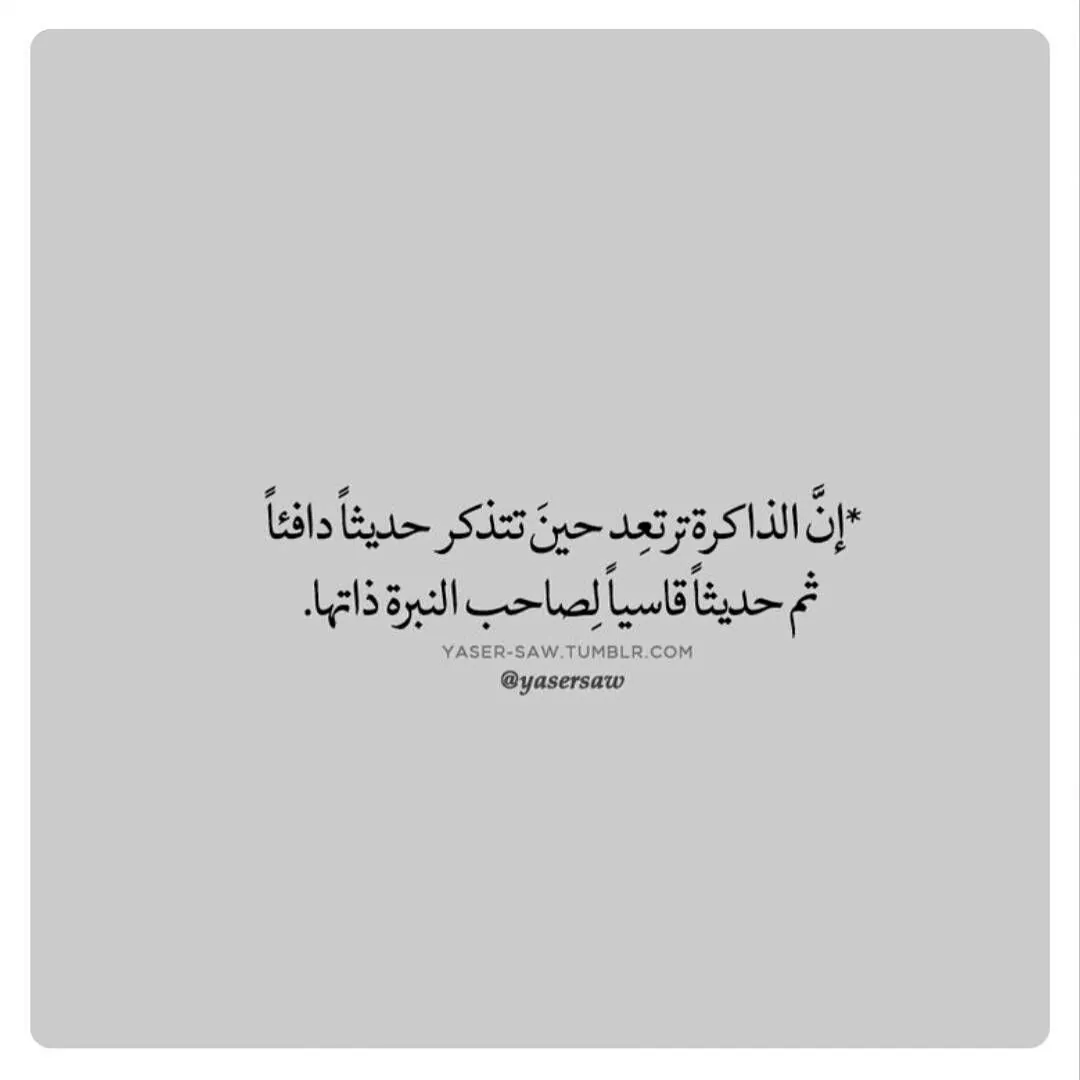 *إنَّ الذاكرة ترتعِد حينَ تتذكر حديثاً دافئاً
ثم حديثاً قاسياً لِصاحب النبرة ذاتها.
YASER-SAW.TUMBLR.COM
@yasersaw